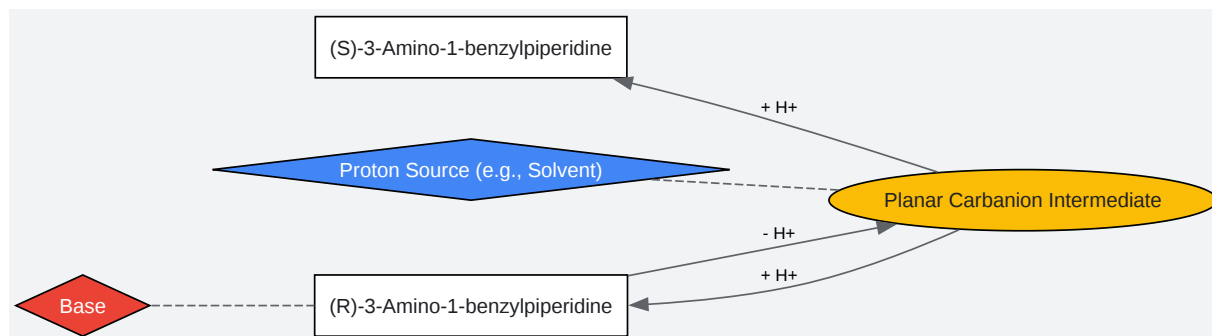 (S)-3-Amino-1-benzylpiperidine
+ H+
Proton Source (e.g., Solvent)
Planar Carbanion Intermediate
- H+
+ H+
Base
(R)-3-Amino-1-benzylpiperidine